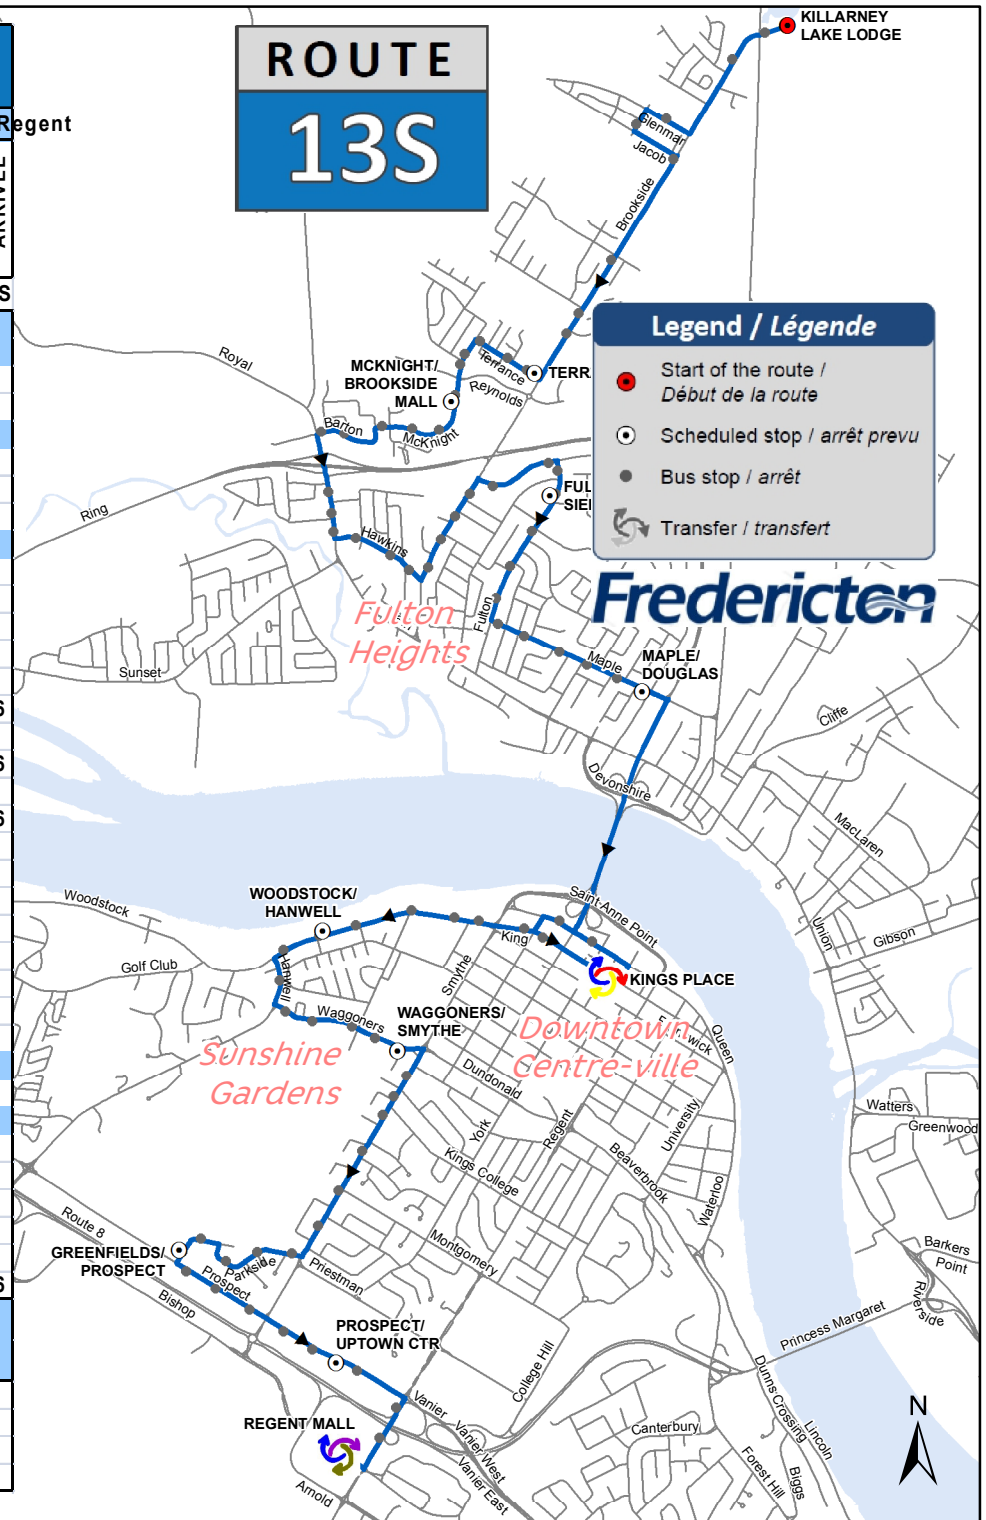 KILLARNEY
LAKE LODGE
ROUTE
13S
Regent
Glenmar
Jacob
Brookside
S
Legend / Légende
Start of the route /
Début de la route
Scheduled stop / arrêt prevu
Bus stop / arrêt
Transfer / transfert
Royal
MCKNIGHT/
BROOKSIDE
MALL
Terrance
TERR
Reynolds
Barton
McKnight
Ring
FUL
SIE
Hawkins
Fredericton
Fulton
Fulton
Heights
Sunset
Maple
MAPLE/
DOUGLAS
Cliffe
Devonshire
MacLaren
Woodstock
WOODSTOCK/
HANWELL
Saint-Anne Point
King
Union
Gibson
Golf Club
Hanwell
Smythe
KINGS PLACE
Waggoners
WAGGONERS/
SMYTHE
Downtown
Centre-ville
Queen
Sunshine
Gardens
Dundonald
Watters
Greenwood
York
Regent
University
Beaverbrook
Kings College
Waterloo
Route 8
GREENFIELDS/
PROSPECT
Parkside
Prospect
Priestman
Montgomery
Bishop
Barkers
Point
Riverside
Princess Margaret
PROSPECT/
UPTOWN CTR
College Hill
Dunns Crossing
Lincoln
Vanier
Vanier West
Vanier East
Canterbury
Forest Hill
Biggs
REGENT MALL
Arnold
N